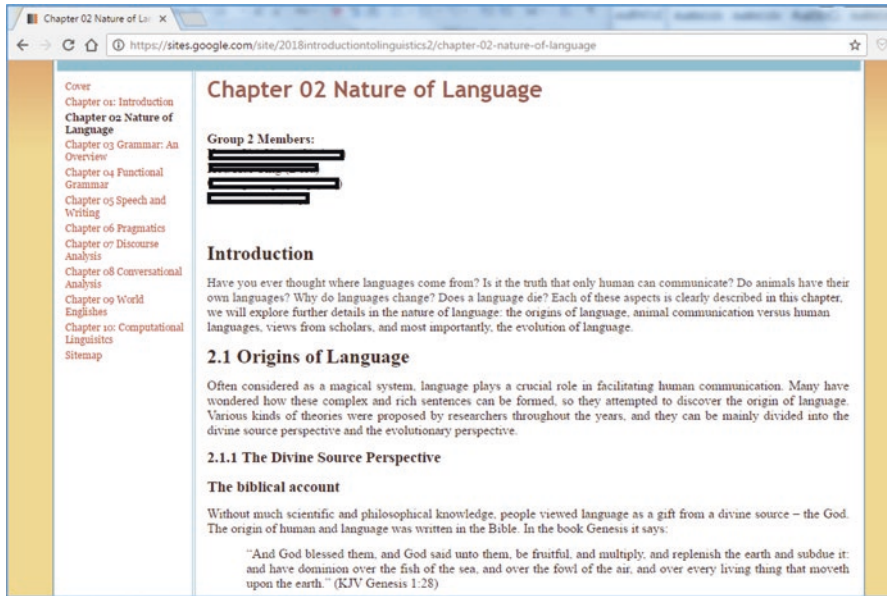 Chapter 02 Nature of La
https://sites.google.com/site/2018introductiontolinguistics2/chapter-02-nature-of-language
Cover
Chapter 01: Introduction
Chapter 02 Nature of
Language
Chapter 03 Grammar: An
Overview
Chapter 04 Functional
Grammar
Chapter 05 Speech and
Writing
Chapter 06 Pragmatics
Chapter 07 Discourse
Analysis
Chapter 08 Conversational
Analysis
Chapter 09 World
Englishes
Chapter 10: Computational
Linguisitcs
Sitemap
Chapter 02 Nature of Language
Group 2 Members:
Introduction
Have you ever thought where languages come from? Is it the truth that only human can communicate? Do animals have their
own languages? Why do languages change? Does a language die? Each of these aspects is clearly described in this chapter,
we will explore further details in the nature of language: the origins of language, animal communication versus human
languages, views from scholars, and most importantly, the evolution of language.
2.1 Origins of Language
Often considered as a magical system, language plays a crucial role in facilitating human communication. Many have
wondered how these complex and rich sentences can be formed, so they attempted to discover the origin of language.
Various kinds of theories were proposed by researchers throughout the years, and they can be mainly divided into the
divine source perspective and the evolutionary perspective.
2.1.1 The Divine Source Perspective
The biblical account
Without much scientific and philosophical knowledge, people viewed language as a gift from a divine source – the God.
The origin of human and language was written in the Bible. In the book Genesis it says:
“And God blessed them, and God said unto them, be fruitful, and multiply, and replenish the earth and subdue it:
and have dominion over the fish of the sea, and over the fowl of the air, and over every living thing that moveth
upon the earth.” (KJV Genesis 1:28)